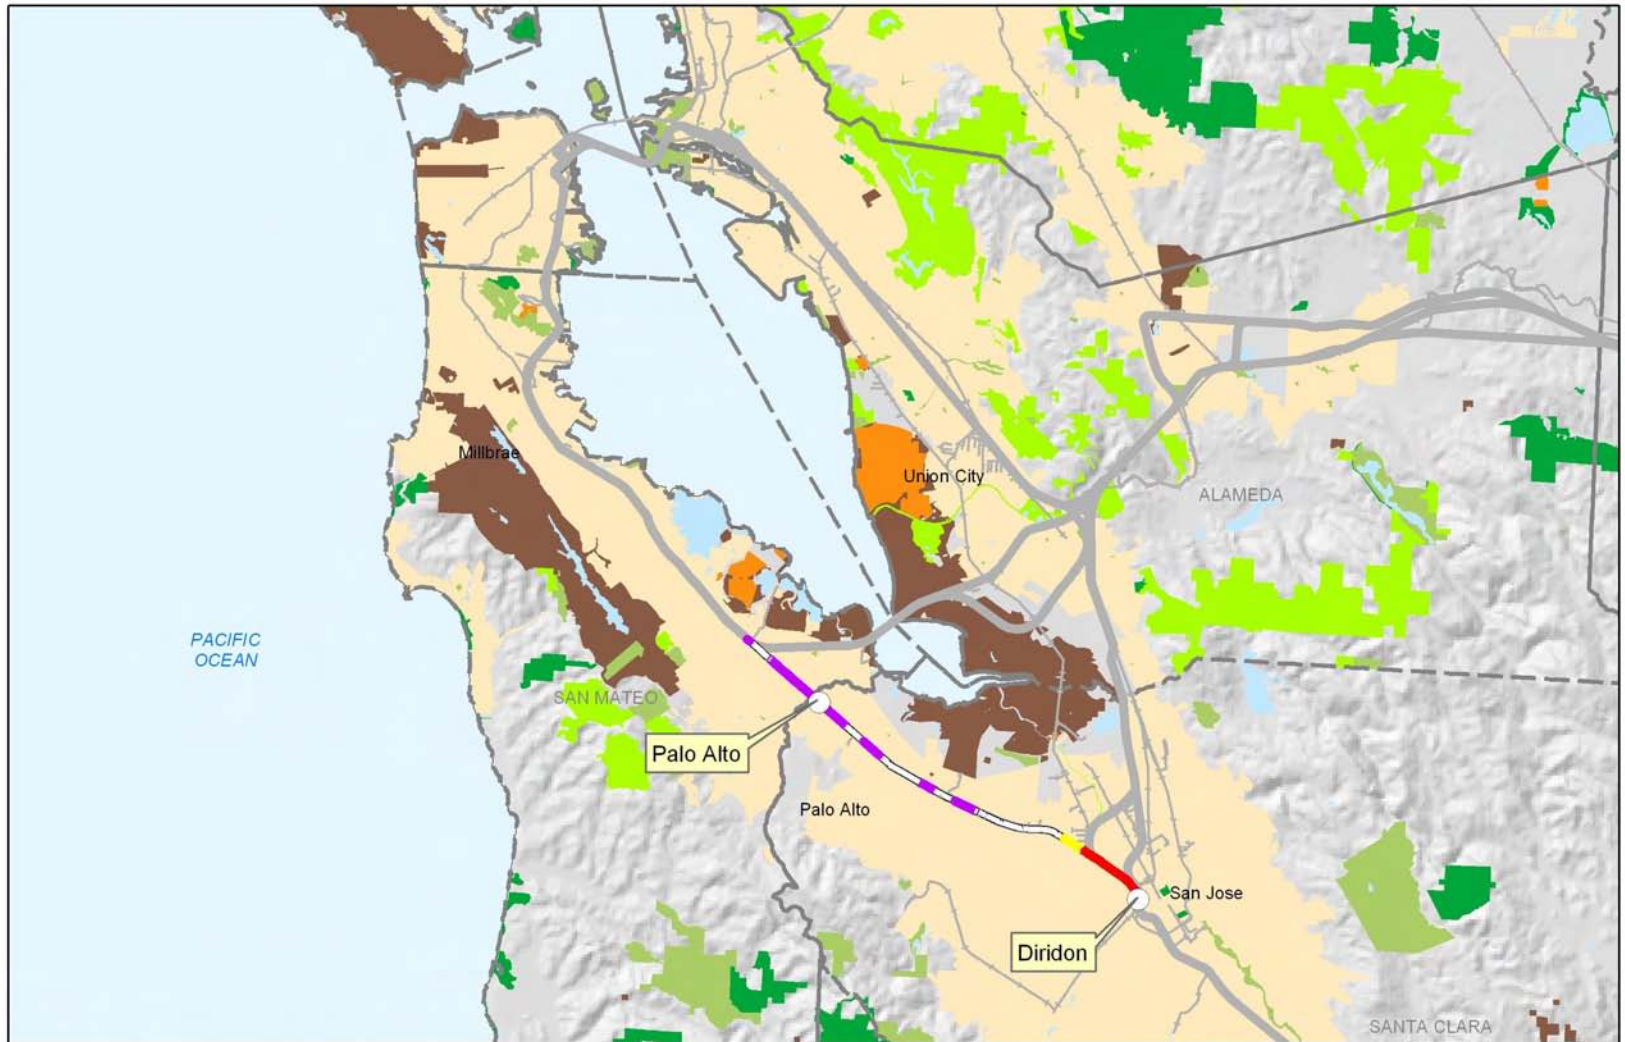 Millbrae
Union City
ALAMEDA
PACIFIC
OCEAN
SAN MATEO
Palo Alto
Palo Alto
San Jose
Diridon
SANTA CLARA